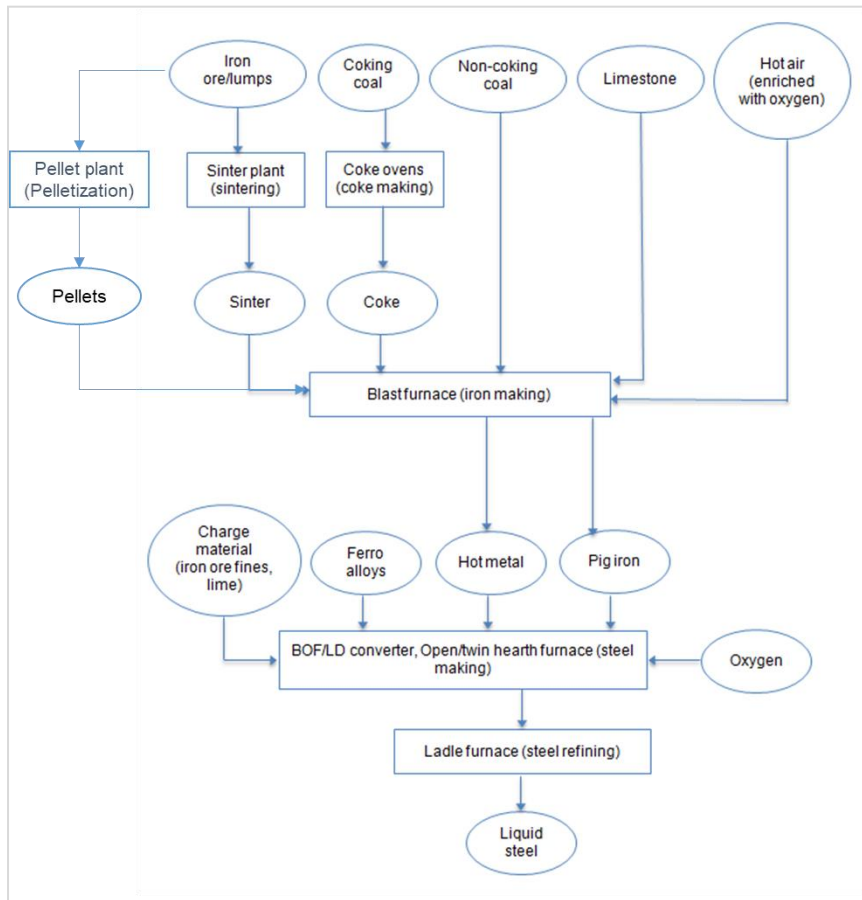 Iron
ore/lumps
Coking
coal
Non-coking
coal
Limestone
Hot air
(enriched
with oxygen)
Pellet plant
(Pelletization)
Sinter plant
(sintering)
Coke ovens
(coke making)
Pellets
Sinter
Coke
Blast furnace (iron making)
Charge
material
(iron ore fines,
lime)
Ferro
alloys
Hot metal
Pig iron
BOF/LD converter, Open/twin hearth furnace (steel
making)
Oxygen
Ladle furnace (steel refining)
Liquid
steel